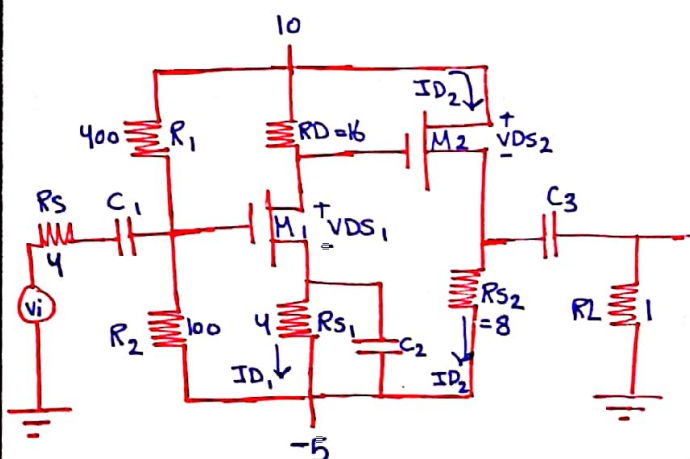 10
ID2
400 R1
RD=16
M2
+
VDS2
-
RS
C1
C3
4
M1
+
VDS1
-
Vi
R2 100
4 RS1
RS2
=8
RL 1
C2
ID1
ID2
-5